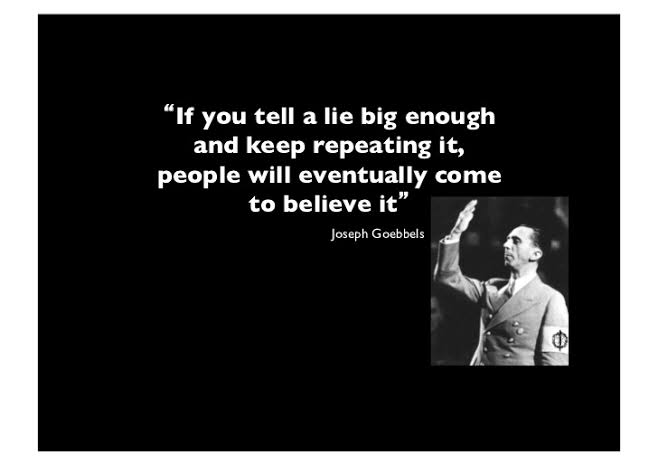 “If you tell a lie big enough
and keep repeating it,
people will eventually come
to believe it”
Joseph Goebbels